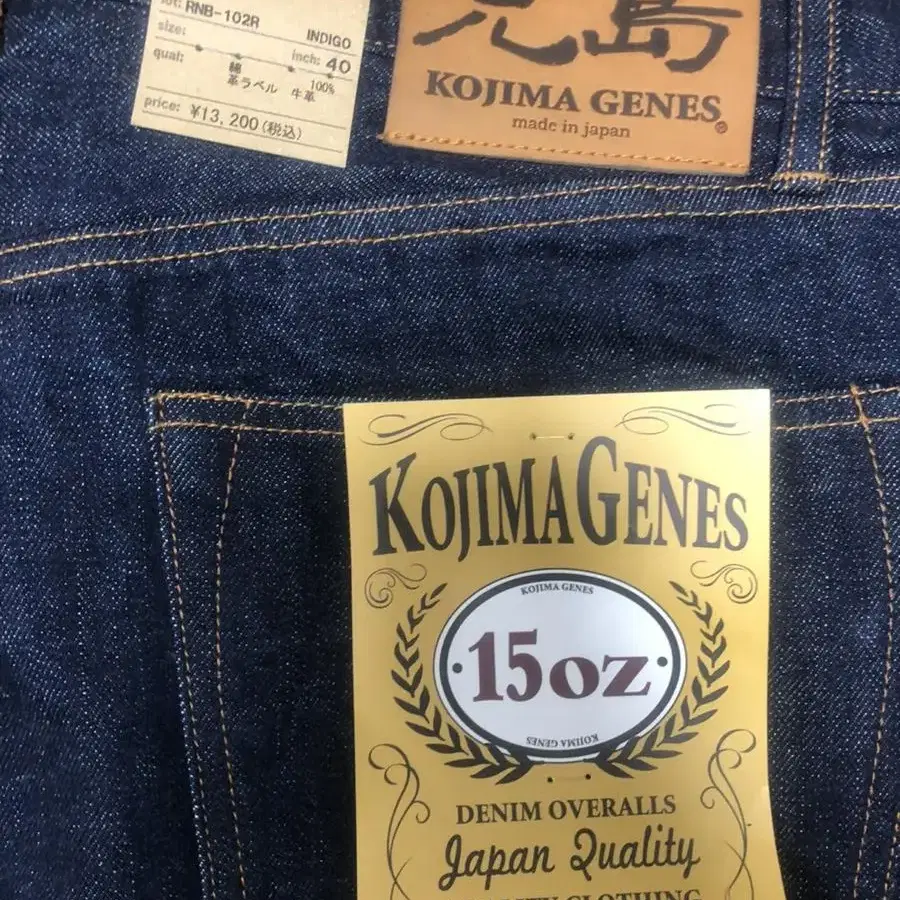 lot: RNB-102R
INDIGO
size:
inch: 40
qual:
綿 100%
革ラベル 牛革
price: ¥13,200(税込)
児島
KOJIMA GENES®
made in japan
KOJIMA GENES
KOJIMA GENES
15oz
KOJIMA GENES
DENIM OVERALLS
Japan Quality
CLOTHING